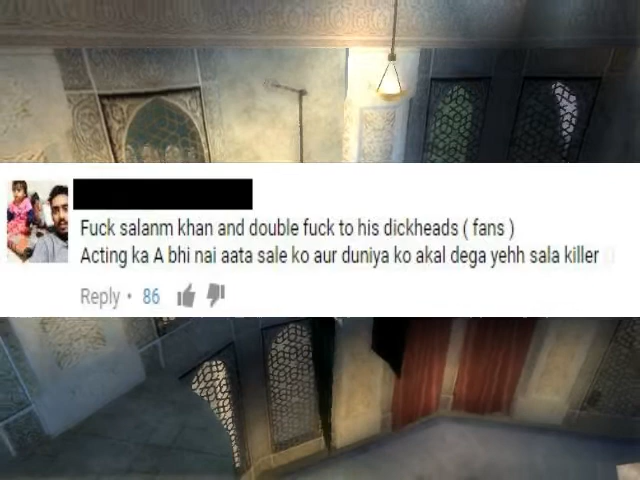 Fuck salanm khan and double fuck to his dickheads ( fans )
Acting ka A bhi nai aata sale ko aur duniya ko akal dega yehh sala killer
Reply • 86